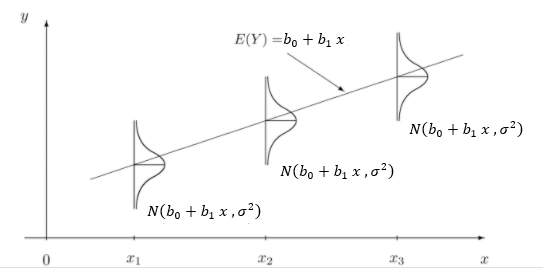 y
E(Y) = b₀ + b₁ x
N(b₀ + b₁ x , σ²)
N(b₀ + b₁ x , σ²)
N(b₀ + b₁ x , σ²)
0 x₁ x₂ x₃ x